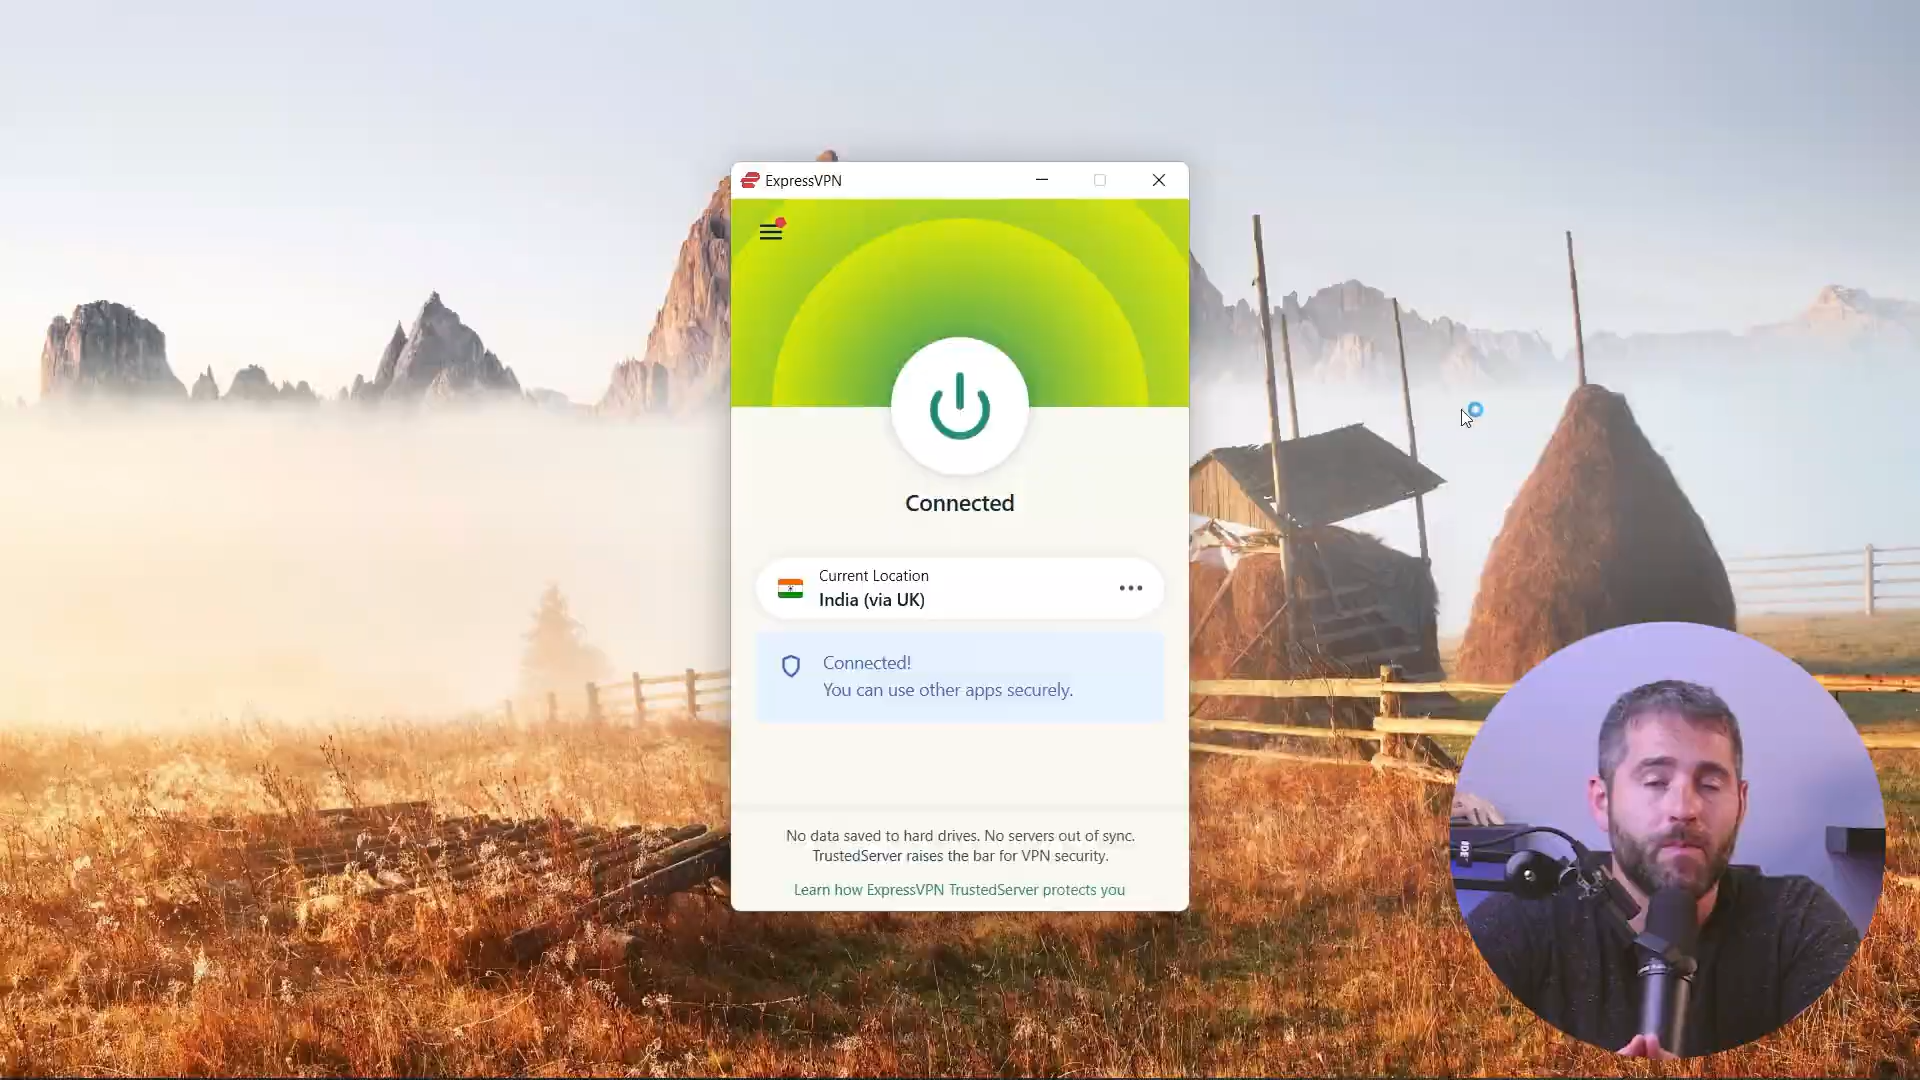 ExpressVPN
Connected
Current Location
India (via UK)
Connected!
You can use other apps securely.
No data saved to hard drives. No servers out of sync.
TrustedServer raises the bar for VPN security.
Learn how ExpressVPN TrustedServer protects you